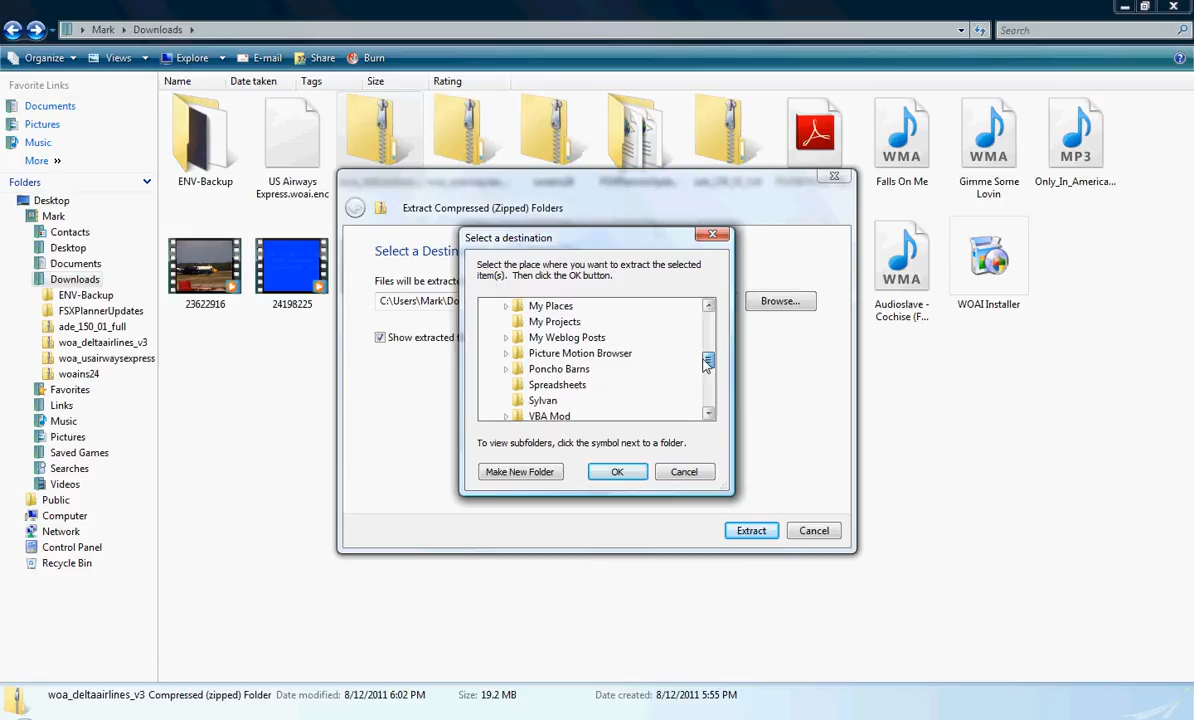 Mark Downloads
Search
Organize Views Explore E-mail Share Burn
Favorite Links
Documents
Pictures
Music
More »
Folders
Desktop
Mark
Contacts
Desktop
Documents
Downloads
ENV-Backup
FSXPlannerUpdates
ade_150_01_full
woa_deltaairlines_v3
woa_usairwaysexpress
woains24
Favorites
Links
Music
Pictures
Saved Games
Searches
Videos
Public
Computer
Network
Control Panel
Recycle Bin
Name Date taken Tags Size Rating
ENV-Backup
US Airways
Express.woai.enc
WMA
Falls On Me
WMA
Gimme Some
Lovin
MP3
Only_In_America...
23622916
24198225
WMA
Audioslave -
Cochise (F...
WOAI Installer
Extract Compressed (Zipped) Folders
Select a Destin
Files will be extracte
C:\Users\Mark\Do
Browse...
Show extracted f
Extract
Cancel
Select a destination
Select the place where you want to extract the selected
item(s). Then click the OK button.
My Places
My Projects
My Weblog Posts
Picture Motion Browser
Poncho Barns
Spreadsheets
Sylvan
VBA Mod
To view subfolders, click the symbol next to a folder.
Make New Folder
OK
Cancel
woa_deltaairlines_v3 Date modified: 8/12/2011 6:02 PM Size: 19.2 MB Date created: 8/12/2011 5:55 PM
Compressed (zipped) Folder